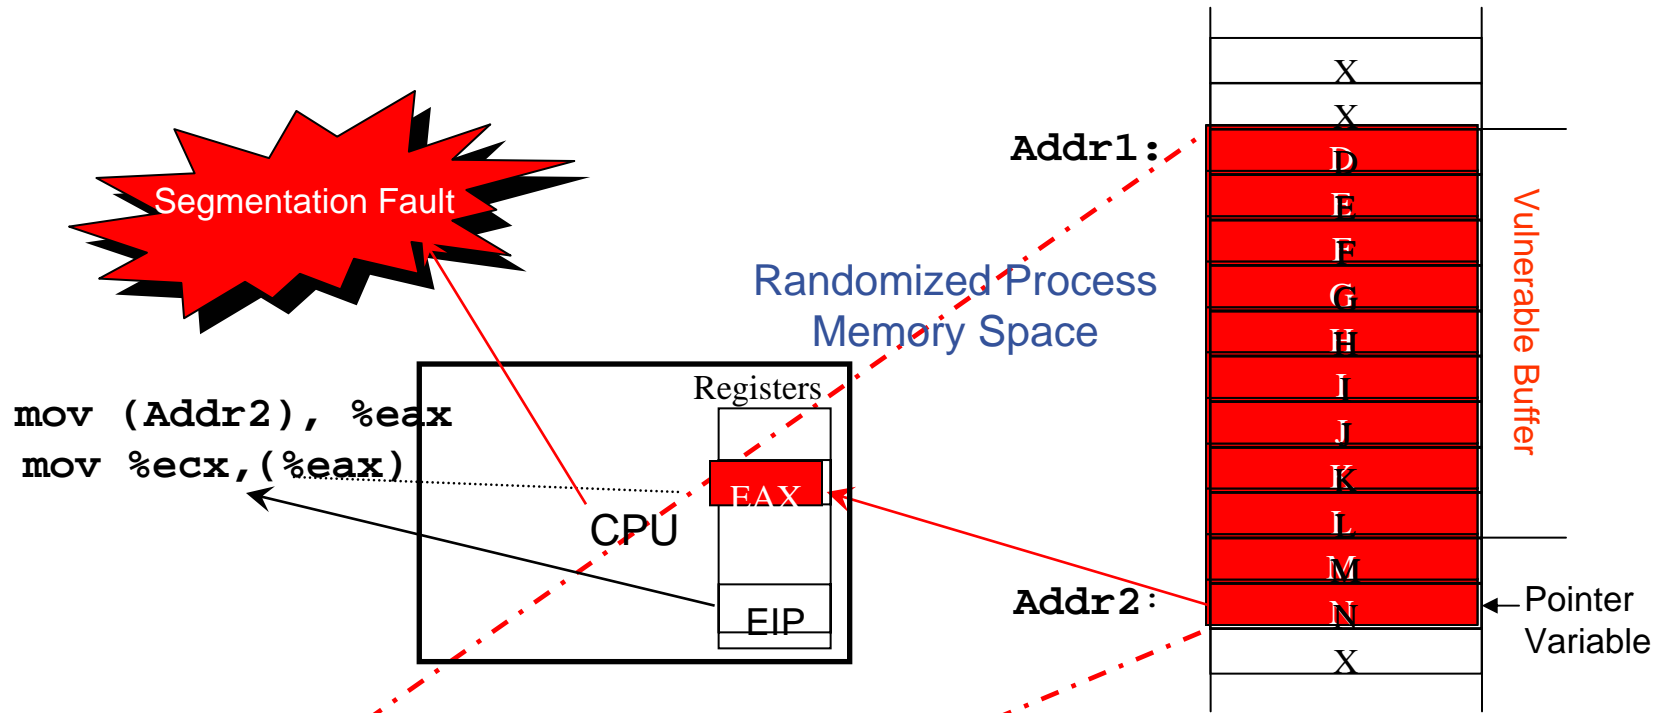 X
X
Addr1:
D
E
F
G
H
I
J
K
L
M
N
X
Vulnerable Buffer
Segmentation Fault
Randomized Process
Memory Space
Registers
mov (Addr2), %eax
mov %ecx,(%eax)
EAX
CPU
EIP
Addr2:
Pointer
Variable